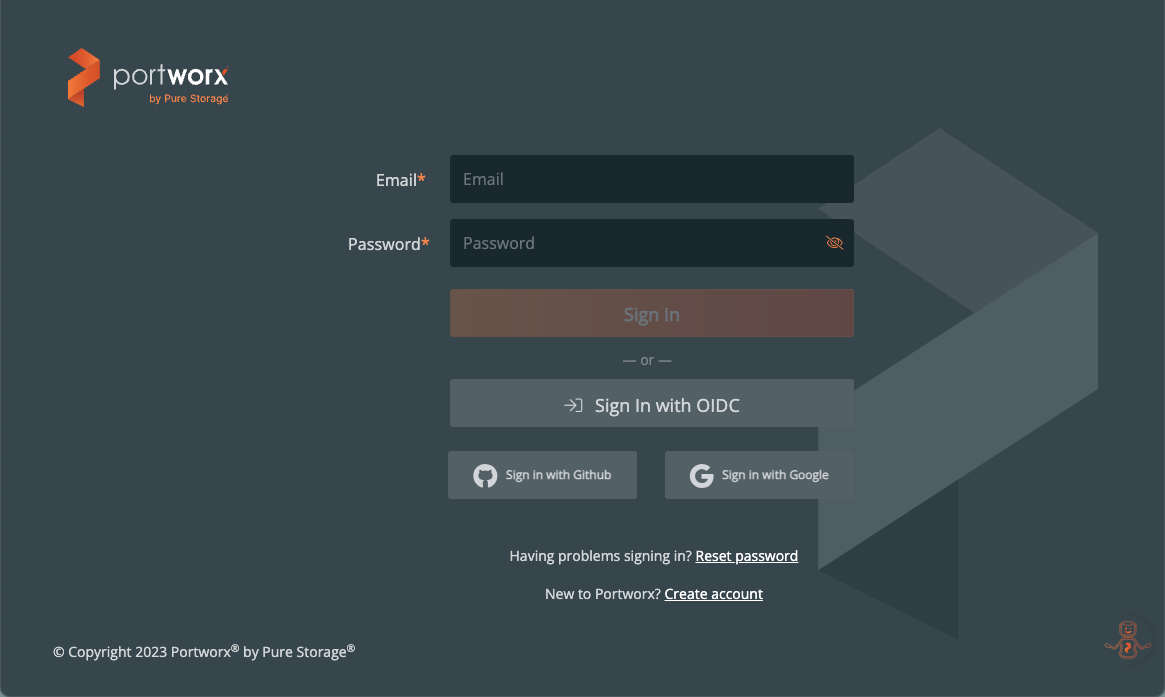 portworx
by Pure Storage
Email*
Email
Password*
Password
Sign In
— or —
Sign In with OIDC
Sign in with Github
Sign in with Google
Having problems signing in? Reset password
New to Portworx? Create account
© Copyright 2023 Portworx® by Pure Storage®